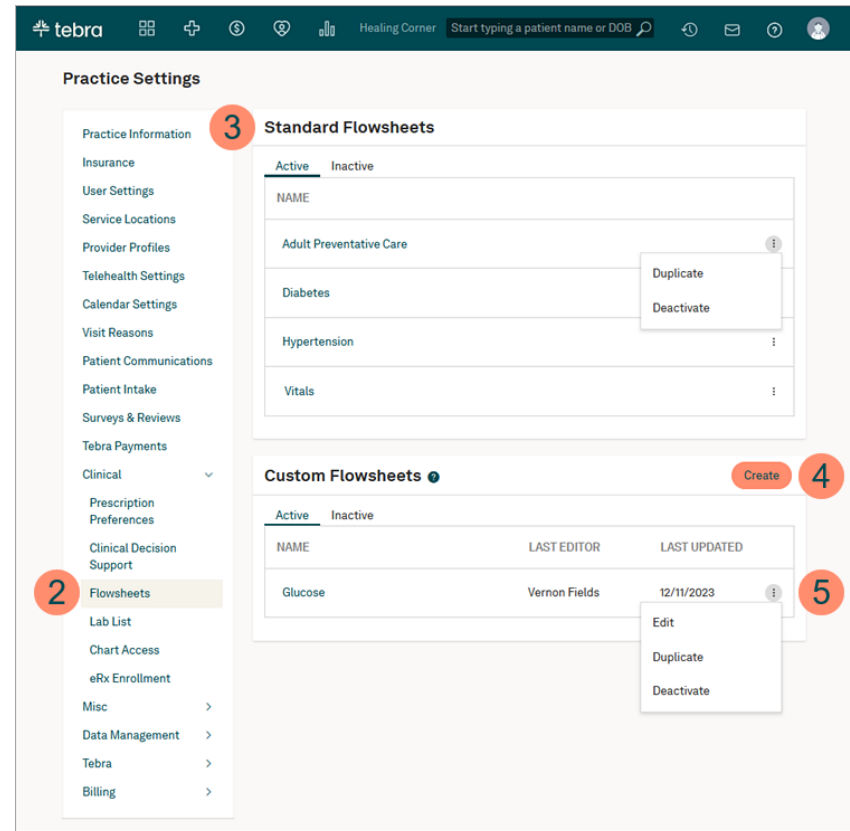 tebra
Healing Corner
Start typing a patient name or DOB
Practice Settings
Practice Information
Insurance
User Settings
Service Locations
Provider Profiles
Telehealth Settings
Calendar Settings
Visit Reasons
Patient Communications
Patient Intake
Surveys & Reviews
Tebra Payments
Clinical
Prescription
Preferences
Clinical Decision
Support
2
Flowsheets
Lab List
Chart Access
eRx Enrollment
Misc
Data Management
Tebra
Billing
3
Standard Flowsheets
Active Inactive
NAME
Adult Preventative Care
Duplicate
Deactivate
Diabetes
Hypertension
Vitals
Custom Flowsheets ?
Create 4
Active Inactive
NAME LAST EDITOR LAST UPDATED
Glucose Vernon Fields 12/11/2023 5
Edit
Duplicate
Deactivate